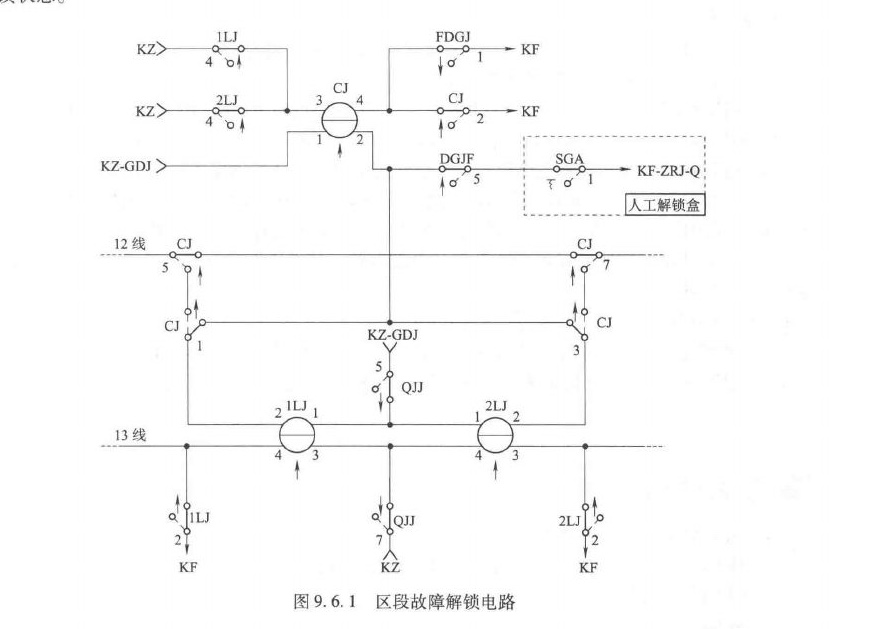 1LJ
FDGJ
KZ
4
1
KF
CJ
2LJ
3
4
CJ
KZ
4
2
KF
1
2
KZ-GDJ
DGJF
5
SGA
1
KF-ZRJ-Q
人工解锁盒
12 线
CJ
5
CJ
7
CJ
1
KZ-GDJ
CJ
3
5
QJJ
2
1LJ
1
1
2LJ
2
13 线
4
3
4
3
1LJ
2
QJJ
7
2LJ
2
KF
KZ
KF
图 9.6.1 区段故障解锁电路